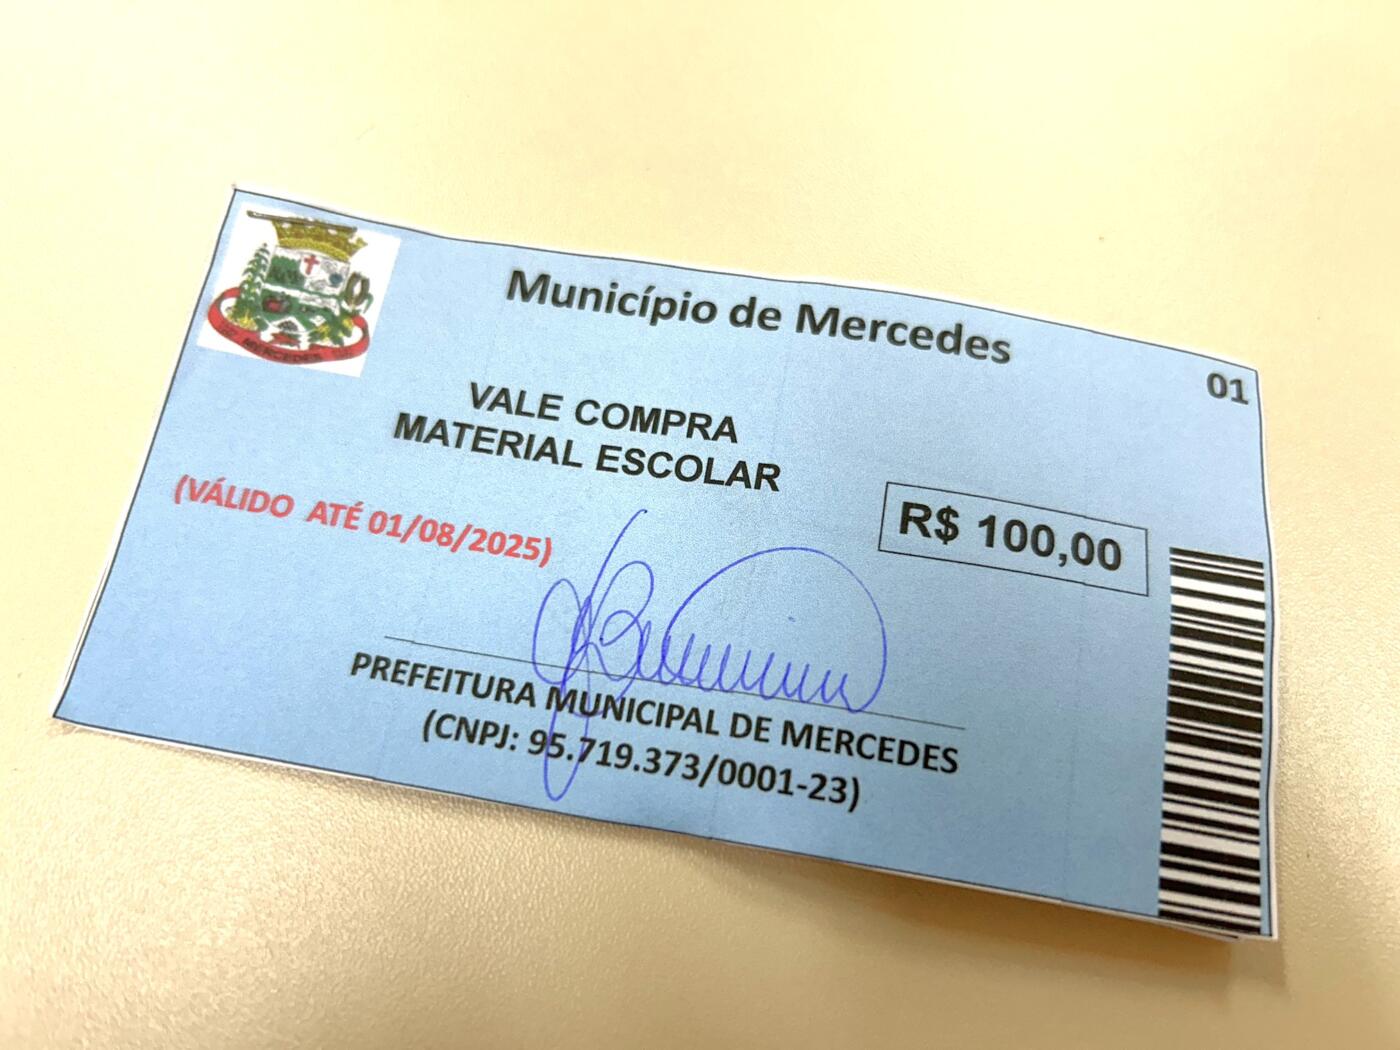 MERCEDES
Município de Mercedes
01
VALE COMPRA
MATERIAL ESCOLAR
(VÁLIDO ATÉ 01/08/2025)
R$ 100,00
PREFEITURA MUNICIPAL DE MERCEDES
(CNPJ: 95.719.373/0001-23)